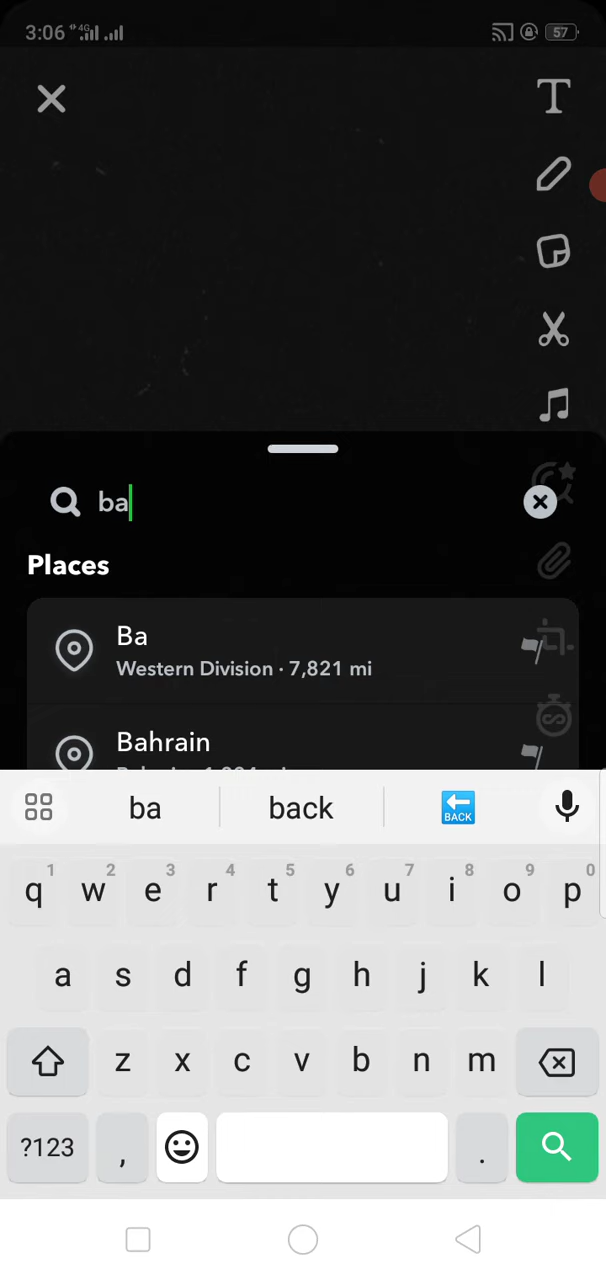 3:06 4G 57
T
ba
Places
Ba
Western Division · 7,821 mi
Bahrain
ba back BACK
1 2 3 4 5 6 7 8 9 0
q w e r t y u i o p
a s d f g h j k l
z x c v b n m
?123 , .